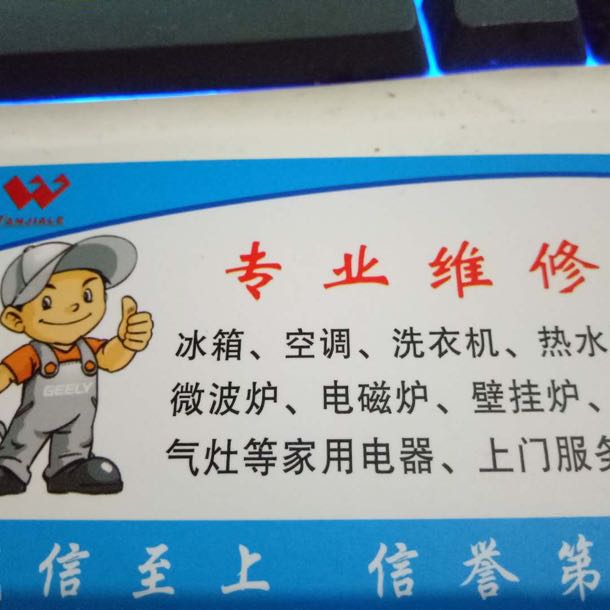 专业维修
冰箱、空调、洗衣机、热水
微波炉、电磁炉、壁挂炉、
气灶等家用电器、上门服务
GEELY
信至上 信誉第